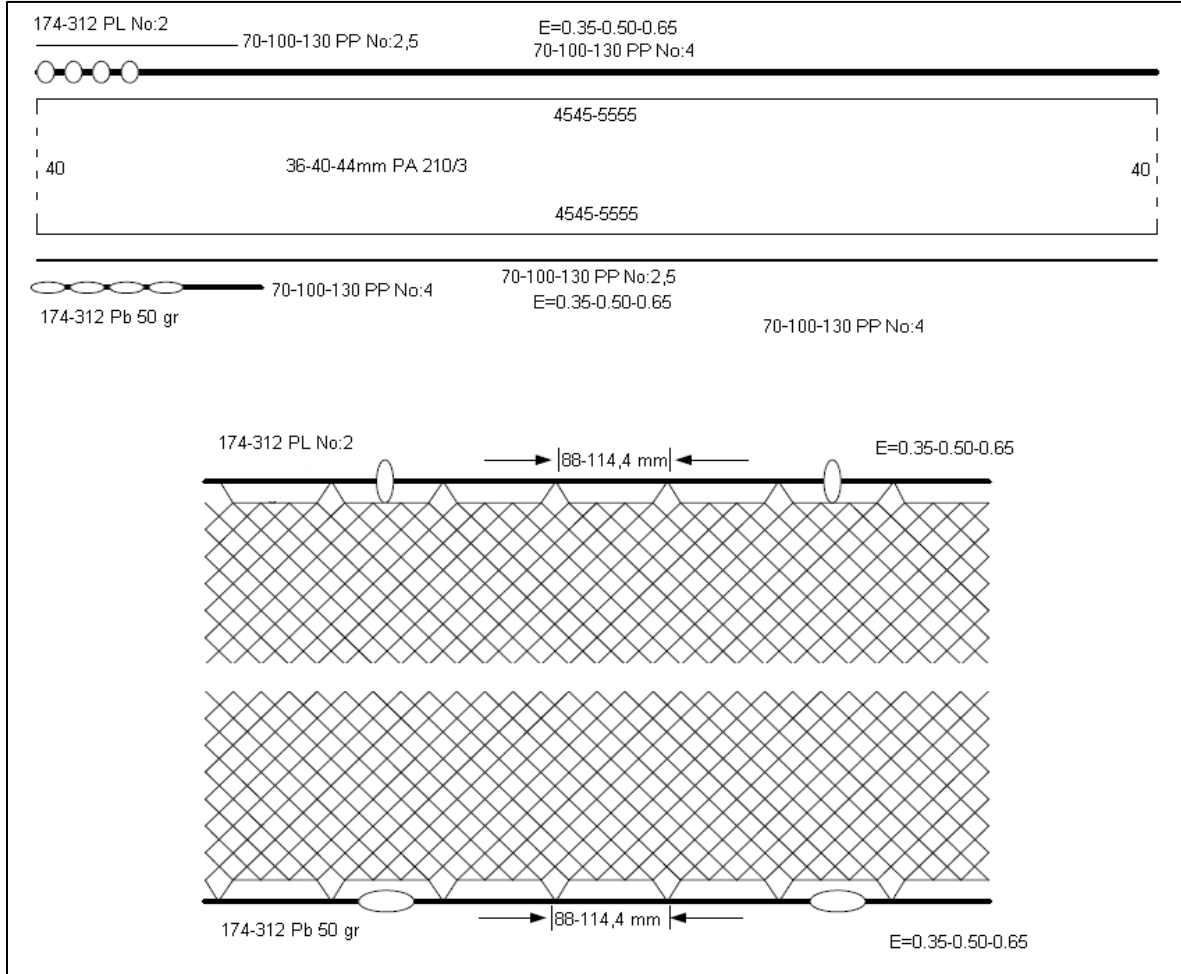 174-312 PL No:2
70-100-130 PP No:2,5
E=0.35-0.50-0.65
70-100-130 PP No:4
4545-5555
40
36-40-44mm PA 210/3
40
4545-5555
70-100-130 PP No:2,5
E=0.35-0.50-0.65
70-100-130 PP No:4
174-312 Pb 50 gr
70-100-130 PP No:4
174-312 PL No:2
88-114,4 mm
E=0.35-0.50-0.65
174-312 Pb 50 gr
88-114,4 mm
E=0.35-0.50-0.65